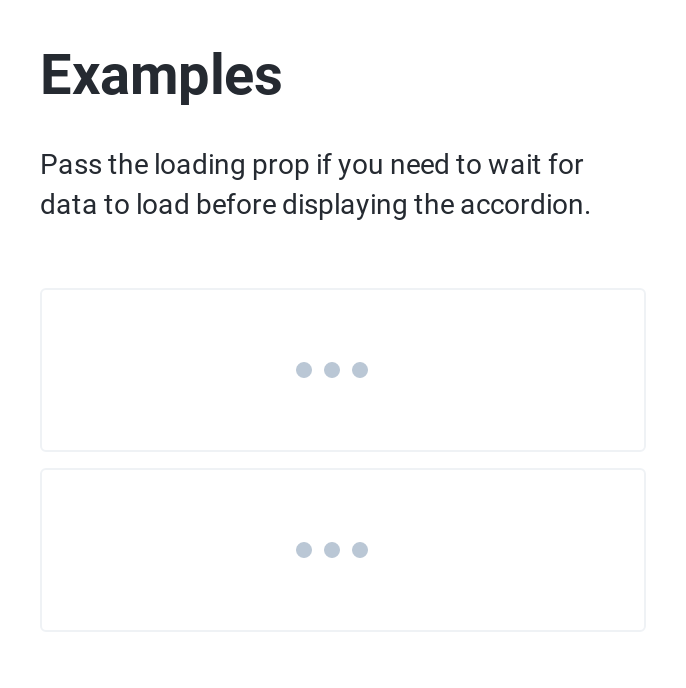 Examples
Pass the loading prop if you need to wait for
data to load before displaying the accordion.